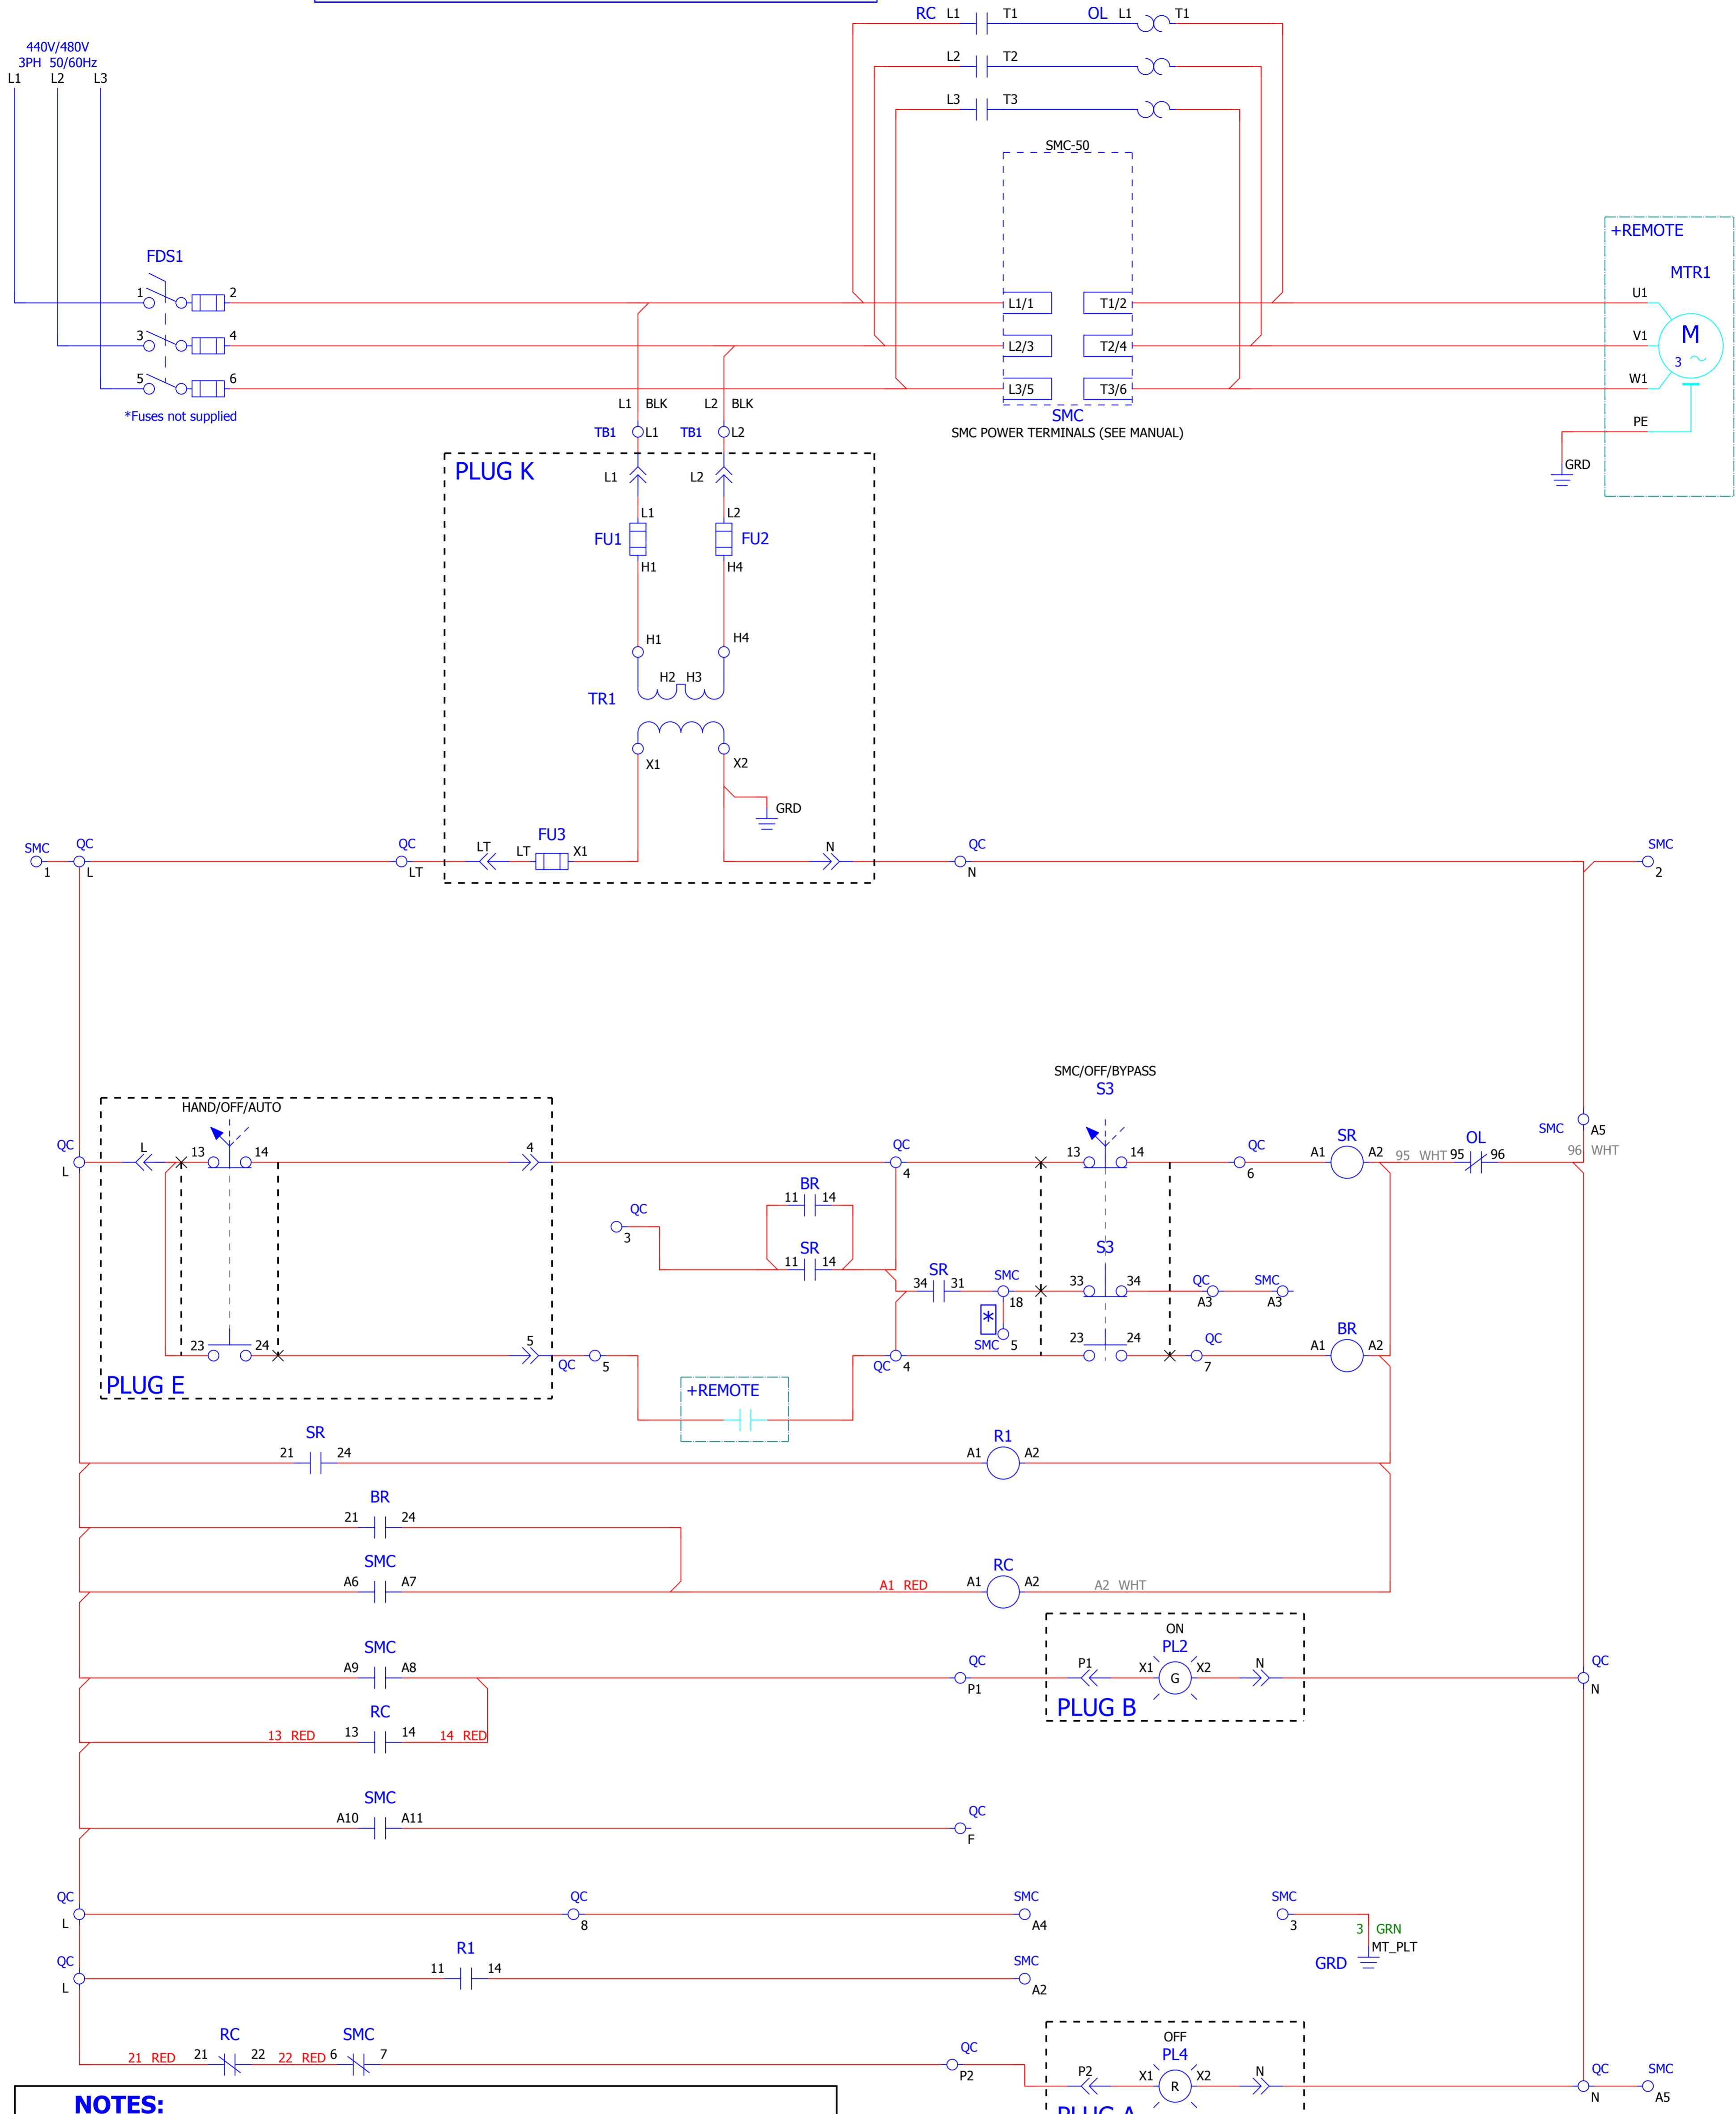 RC L1 T1 OL L1 T1
L2 T2
L3 T3
440V/480V
3PH 50/60Hz
L1 L2 L3
SMC-50
+REMOTE
MTR1
FDS1
1 2 L1/1 T1/2 U1
3 4 L2/3 T2/4 V1
M
3
5 6 L3/5 T3/6 W1
*Fuses not supplied
L1 BLK L2 BLK
SMC
SMC POWER TERMINALS (SEE MANUAL)
PE
GRD
TB1 L1 TB1 L2
PLUG K
L1 L2
L1 L2
FU1 FU2
H1 H4
H1 H4
H2 H3
TR1
X1 X2
GRD
SMC QC QC FU3 QC SMC
LT LT X1 N
1 L LT N 2
SMC/OFF/BYPASS
S3
HAND/OFF/AUTO
QC L 13 14 4 QC 13 14 QC SR OL SMC A5
L 4 6 A1 A2 95 WHT 95 96 96 WHT
BR
11 14
QC
3
SR
11 14
S3
SR
34 31 SMC 33 34 QC SMC
18 A3 A3
*
SMC 5
23 24 5 23 24 QC BR
QC 5 QC 4 7 A1 A2
PLUG E
+REMOTE
SR R1
21 24 A1 A2
BR
21 24
SMC RC
A6 A7 A1 RED A1 A2 A2 WHT
ON
SMC PL2
A9 A8 QC P1 X1 G X2 N QC
P1 N
PLUG B
RC
13 RED 13 14 14 RED
SMC
A10 A11 QC
F
QC QC SMC SMC
L 8 A4 3
3 GRN
MT_PLT
GRD
QC R1 SMC
L 11 14 A2
OFF
RC SMC PL4
21 RED 21 22 22 RED 6 7 QC P2 X1 R X2 N QC SMC
P2 N A5
PLUG A
NOTES: